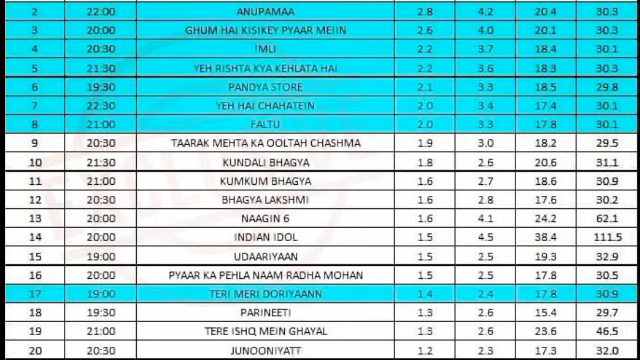 2 22:00 ANUPAMAA 2.8 4.2 20.4 30.3
3 20:00 GHUM HAI KISIKEY PYAAR MEIIN 2.6 4.0 20.1 30.3
4 20:30 IMLI 2.2 3.7 18.4 30.1
5 21:30 YEH RISHTA KYA KEHLATA HAI 2.2 3.6 18.3 30.3
6 19:30 PANDYA STORE 2.1 3.3 18.5 29.8
7 22:30 YEH HAI CHAHATEIN 2.0 3.4 17.4 30.1
8 21:00 FALTU 2.0 3.3 17.8 30.1
9 20:30 TAARAK MEHTA KA OOLTAH CHASHMA 1.9 3.0 18.2 29.5
10 21:30 KUNDALI BHAGYA 1.8 2.6 20.6 31.1
11 21:00 KUMKUM BHAGYA 1.6 2.7 18.6 30.9
12 20:30 BHAGYA LAKSHMI 1.6 2.8 17.6 30.2
13 20:00 NAAGIN 6 1.6 4.1 24.2 62.1
14 20:00 INDIAN IDOL 1.5 4.5 38.4 111.5
15 19:00 UDAARIYAAN 1.5 2.5 19.3 32.9
16 20:00 PYAAR KA PEHLA NAAM RADHA MOHAN 1.5 2.5 17.8 30.5
17 19:00 TERI MERI DORIYAANN 1.4 2.4 17.8 30.9
18 19:30 PARINEETI 1.3 2.6 15.4 29.7
19 21:00 TERE ISHQ MEIN GHAYAL 1.3 2.6 23.6 46.5
20 20:30 JUNOONIYATT 1.2 2.3 17.3 32.0